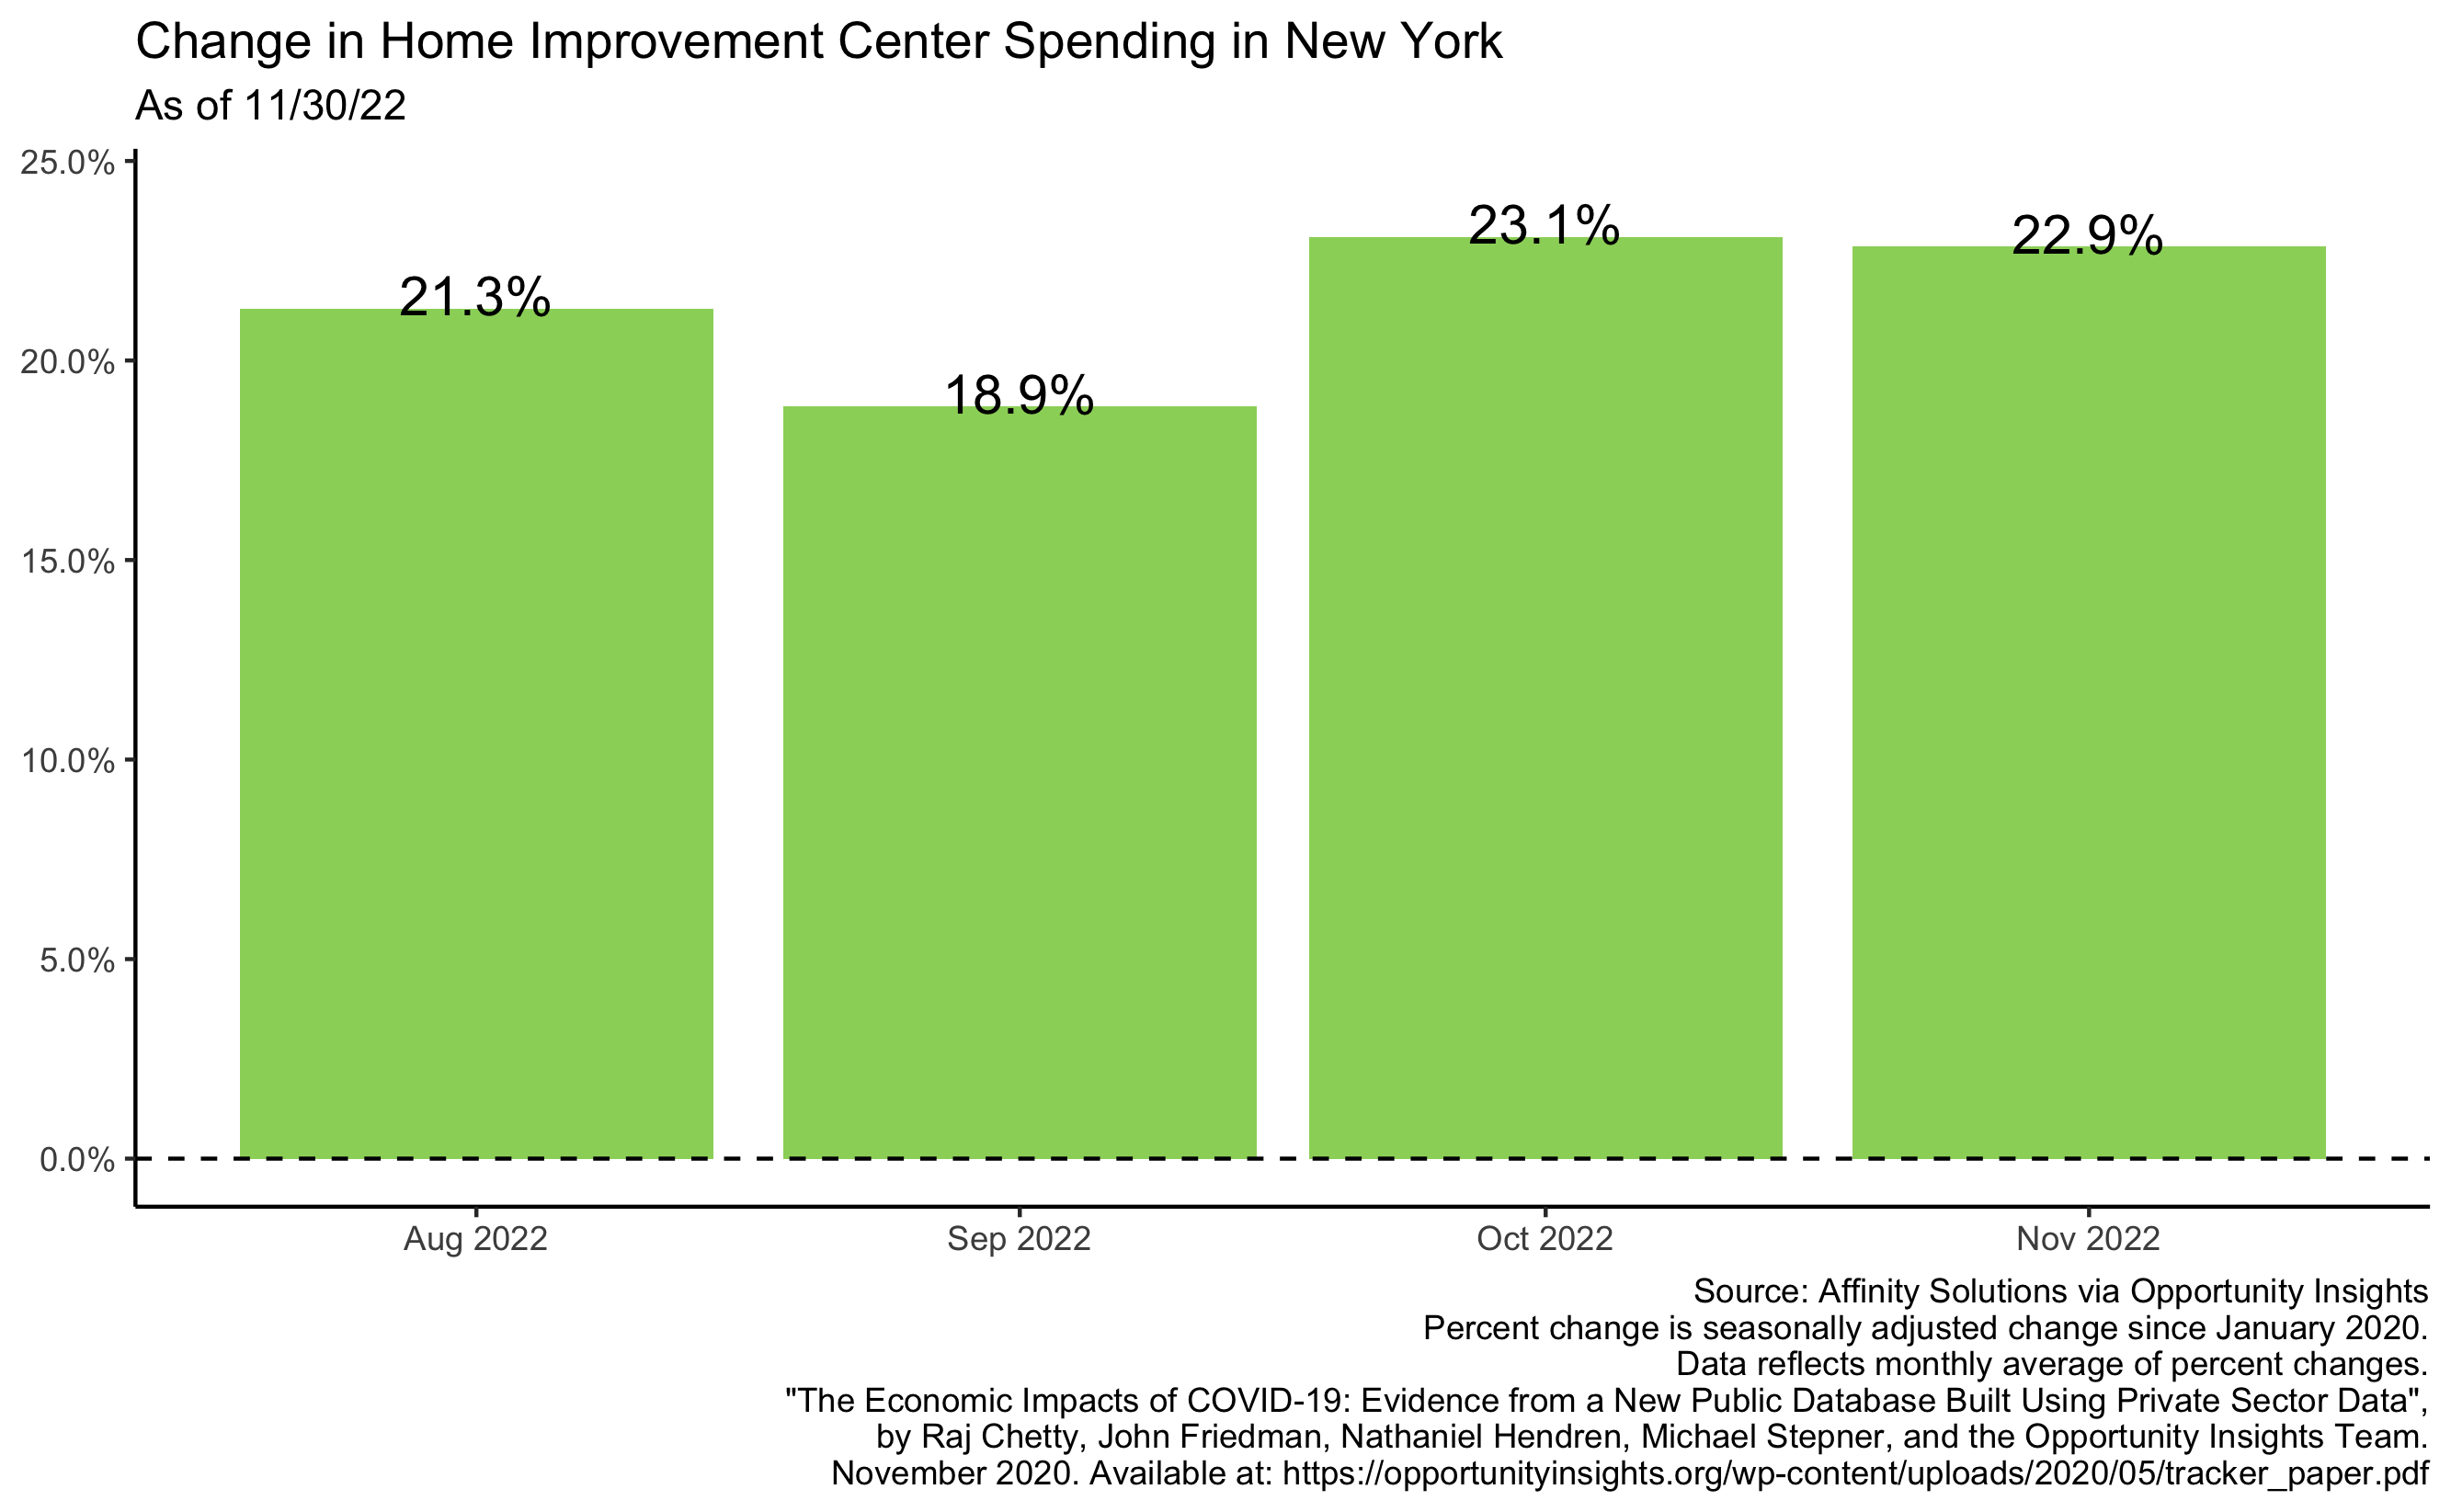 Change in Home Improvement Center Spending in New York
As of 11/30/22
25.0%
20.0%
15.0%
10.0%
5.0%
0.0%
21.3%
18.9%
23.1%
22.9%
Aug 2022
Sep 2022
Oct 2022
Nov 2022
Source: Affinity Solutions via Opportunity Insights
Percent change is seasonally adjusted change since January 2020.
Data reflects monthly average of percent changes.
"The Economic Impacts of COVID-19: Evidence from a New Public Database Built Using Private Sector Data",
by Raj Chetty, John Friedman, Nathaniel Hendren, Michael Stepner, and the Opportunity Insights Team.
November 2020. Available at: https://opportunityinsights.org/wp-content/uploads/2020/05/tracker_paper.pdf